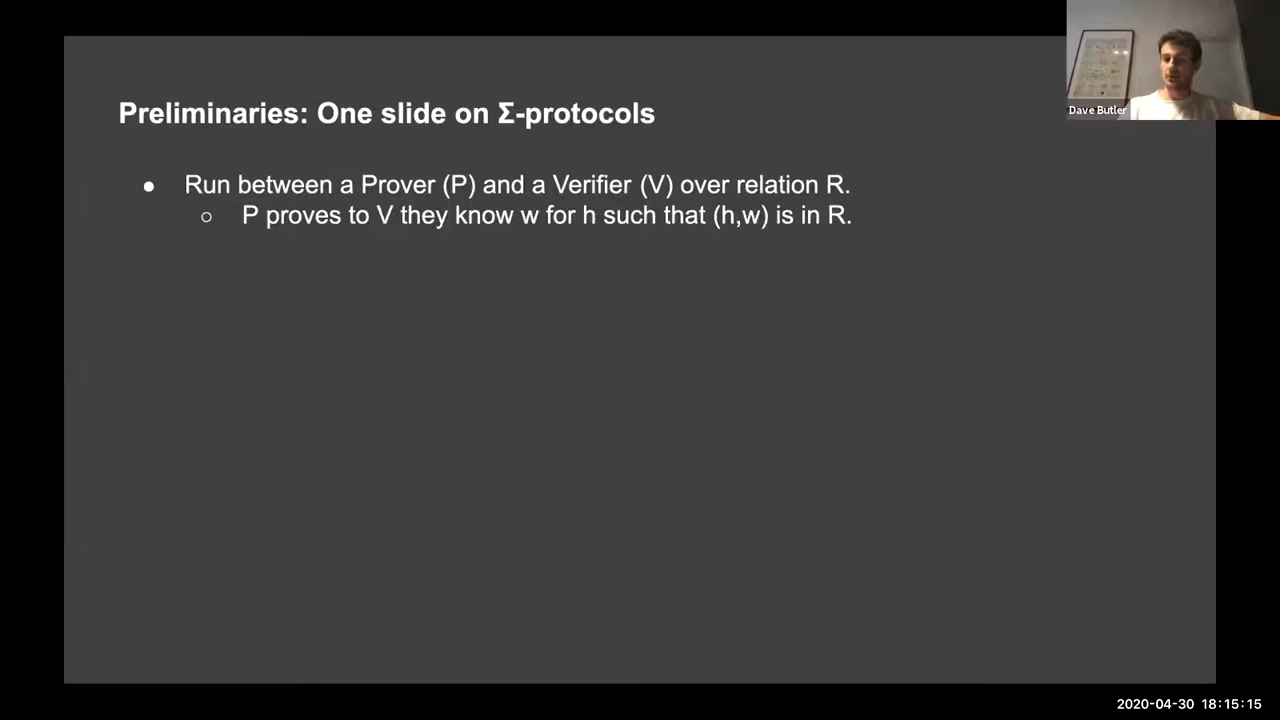 Preliminaries: One slide on Σ-protocols
● Run between a Prover (P) and a Verifier (V) over relation R.
○ P proves to V they know w for h such that (h,w) is in R.
Dave Butler
2020-04-30 18:15:15